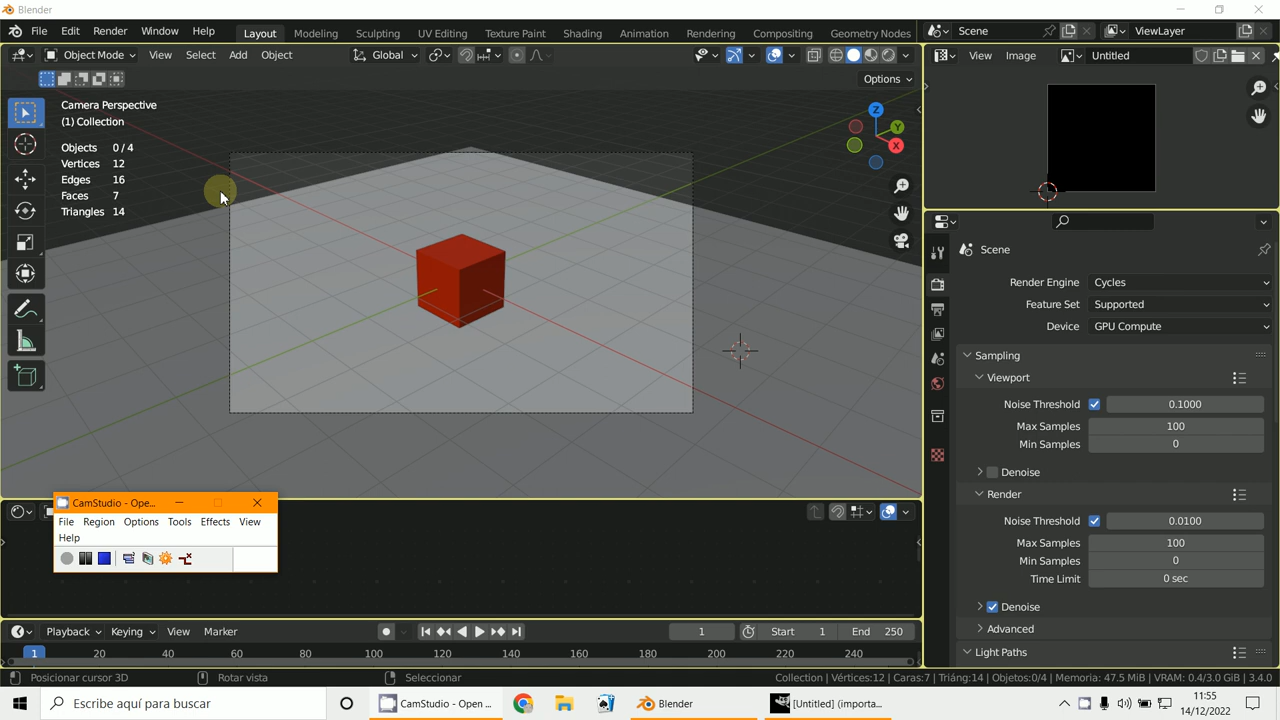 Blender
File Edit Render Window Help Layout Modeling Sculpting UV Editing Texture Paint Shading Animation Rendering Compositing Geometry Nodes Scene ViewLayer
Object Mode View Select Add Object Global View Image Untitled
Options
Camera Perspective
(1) Collection
Objects 0/4
Vertices 12
Edges 16
Faces 7
Triangles 14
Z
Y
X
Scene
Render Engine Cycles
Feature Set Supported
Device GPU Compute
Sampling
Viewport
Noise Threshold 0.1000
Max Samples 100
Min Samples 0
Denoise
Render
Noise Threshold 0.0100
Max Samples 100
Min Samples 0
Time Limit 0 sec
Denoise
Advanced
Light Paths
CamStudio - Ope...
File Region Options Tools Effects View
Help
Playback Keying View Marker 1 Start 1 End 250
1 20 40 60 80 100 120 140 160 180 200 220 240
Posicionar cursor 3D Rotar vista Seleccionar Collection | Vértices:12 | Caras:7 | Triáng:14 | Objetos:0/4 | Memoria: 47.5 MiB | VRAM: 0.4/3.0 GiB | 3.4.0
Escribe aquí para buscar CamStudio - Open ... Blender [Untitled] (importa... 11:55
14/12/2022